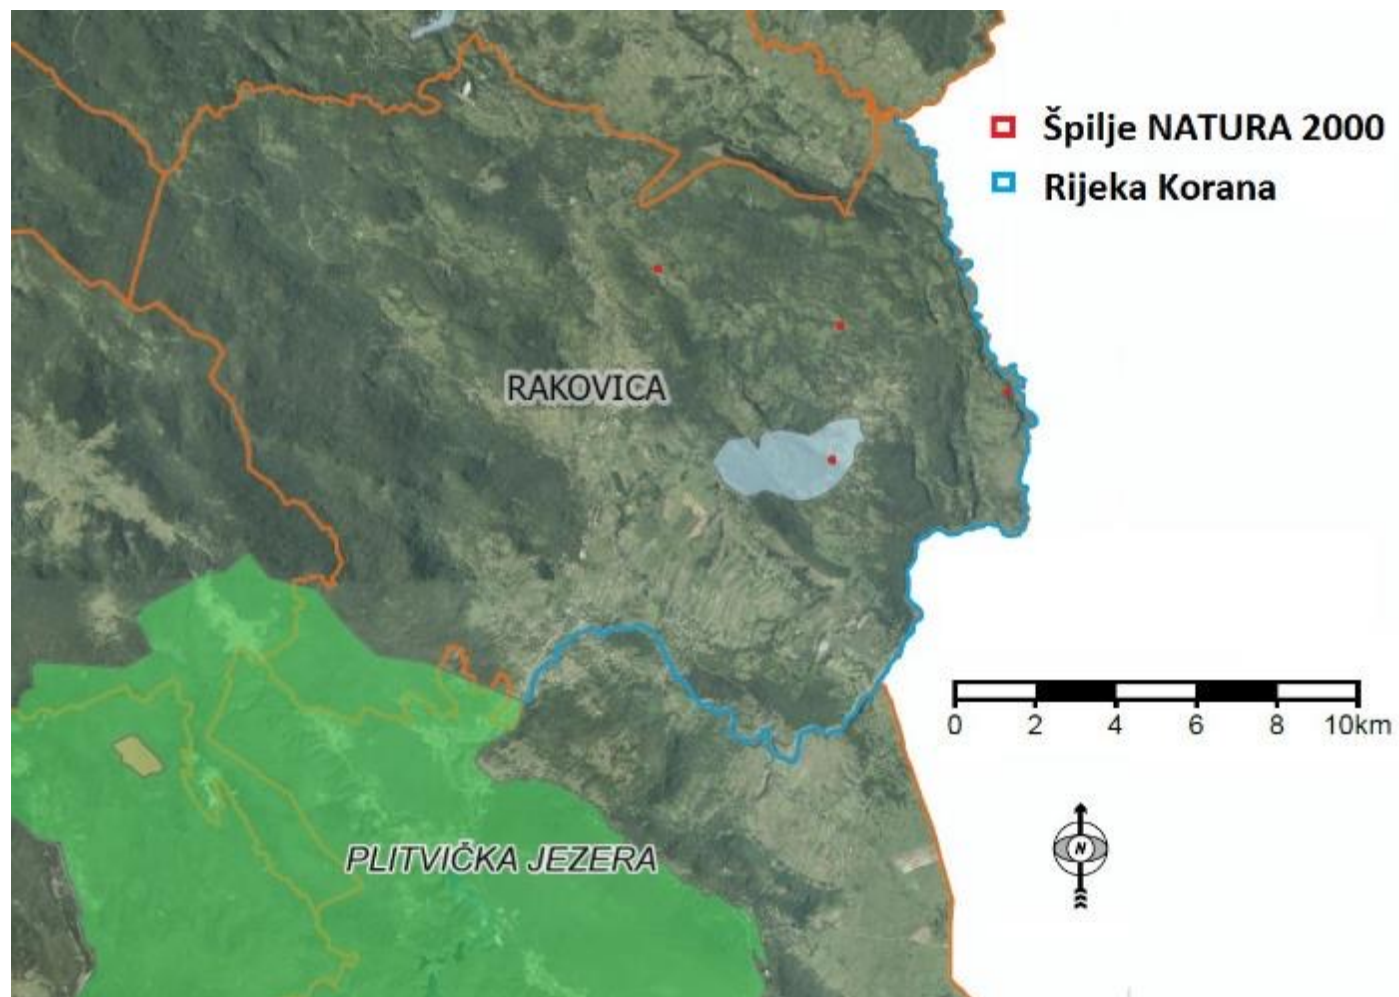 Špilje NATURA 2000
Rijeka Korana
RAKOVICA
0 2 4 6 8 10km
N
PLITVIČKA JEZERA